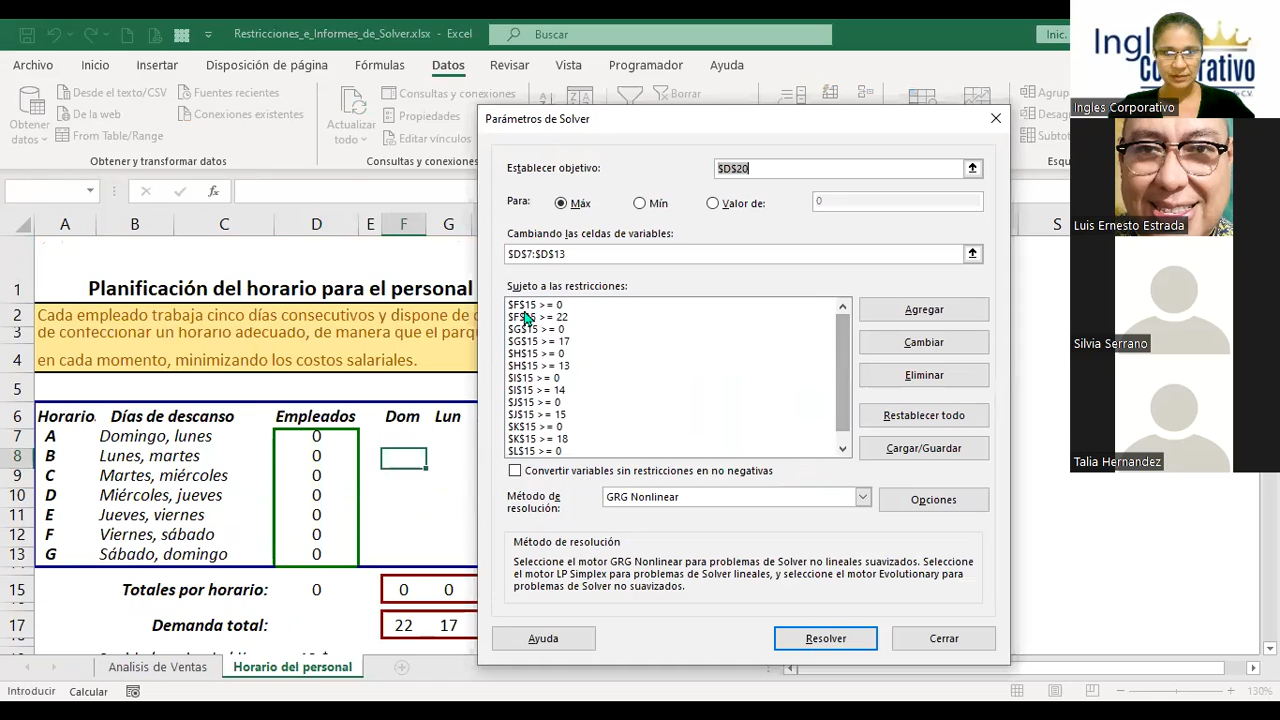 Restricciones_e_Informes_de_Solver.xlsx - Excel
Buscar
Inic.
Archivo
Inicio
Insertar
Disposición de página
Fórmulas
Datos
Revisar
Vista
Programador
Ayuda
Obtener datos
Desde el texto/CSV
De la web
From Table/Range
Fuentes recientes
Conexiones existentes
Obtener y transformar datos
Actualizar todo
Consultas y conexiones
Propiedades
Editar vínculos
Consultas y conexiones
Borrar
Agrup
Desag
Subto
Esqu
fx
A B C D E F G S
1 Planificación del horario para el personal
2 Cada empleado trabaja cinco días consecutivos y dispone de
3 de confeccionar un horario adecuado, de manera que el parqu
4 en cada momento, minimizando los costos salariales.
5
6 Horario Días de descanso Empleados Dom Lun
7 A Domingo, lunes 0
8 B Lunes, martes 0
9 C Martes, miércoles 0
10 D Miércoles, jueves 0
11 E Jueves, viernes 0
12 F Viernes, sábado 0
13 G Sábado, domingo 0
15 Totales por horario: 0 0 0
17 Demanda total: 22 17
Analisis de Ventas
Horario del personal
Introducir
Calcular
130%
Parámetros de Solver
Establecer objetivo:
$D$20
Para:
Máx
Mín
Valor de:
0
Cambiando las celdas de variables:
$D$7:$D$13
Sujeto a las restricciones:
$F$15 >= 0
$F$15 >= 22
$G$15 >= 0
$G$15 >= 17
$H$15 >= 0
$H$15 >= 13
$I$15 >= 0
$I$15 >= 14
$J$15 >= 0
$J$15 >= 15
$K$15 >= 0
$K$15 >= 18
$L$15 >= 0
Agregar
Cambiar
Eliminar
Restablecer todo
Cargar/Guardar
Convertir variables sin restricciones en no negativas
Método de resolución:
GRG Nonlinear
Opciones
Método de resolución
Seleccione el motor GRG Nonlinear para problemas de Solver no lineales suavizados. Seleccione
el motor LP Simplex para problemas de Solver lineales, y seleccione el motor Evolutionary para
problemas de Solver no suavizados.
Ayuda
Resolver
Cerrar
Ingles Corporativo
Luis Ernesto Estrada
Silvia Serrano
Talia Hernandez